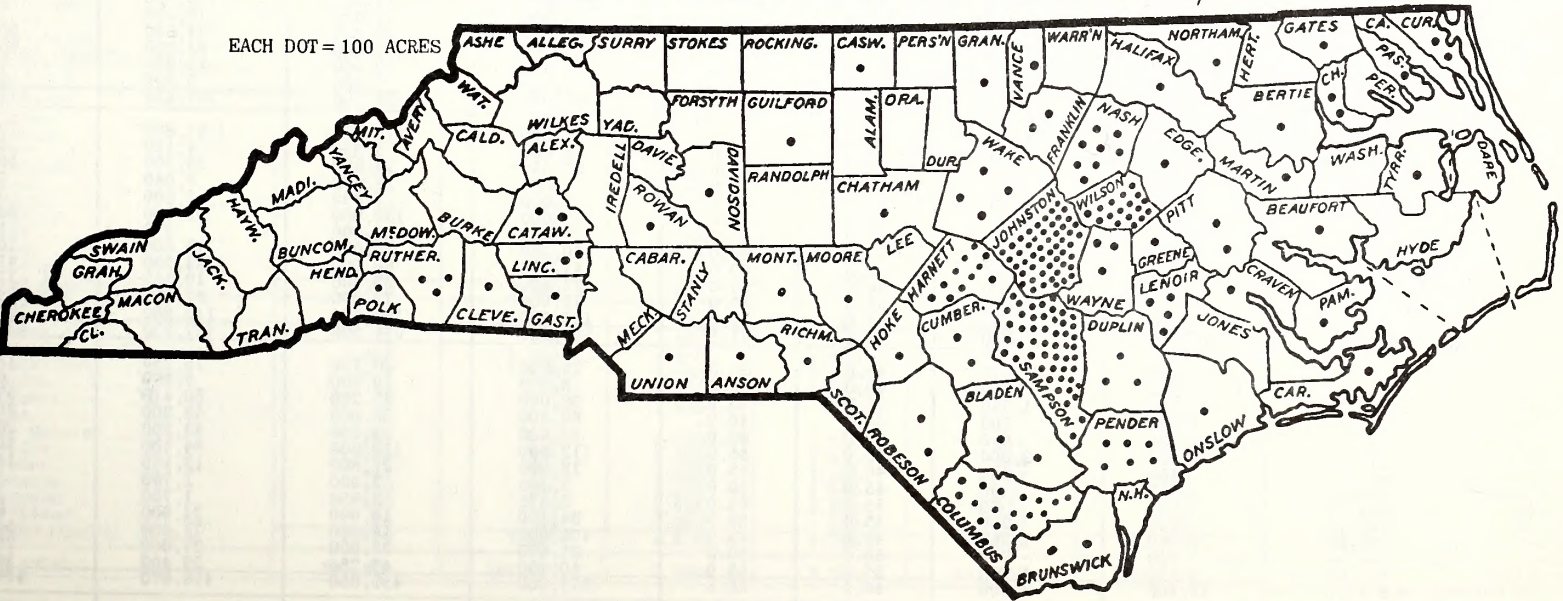 EACH DOT = 100 ACRES
ASHE
ALLEG.
SURRY
STOKES
ROCKING.
CASW.
PERS'N
GRAN.
VANCE
WARR'N
HALIFAX
NORTHAM.
HERT.
GATES
CA.
CUR.
PAS.
PER.
CH.
WAT.
WILKES
YAD.
FORSYTH
GUILFORD
ALAM.
ORA.
DUR.
FRANKLIN
NASH
EDGE.
BERTIE
MIT.
AVERY
CALD.
ALEX.
IREDELL
DAVIE
DAVIDSON
RANDOLPH
CHATHAM
WAKE
WILSON
MARTIN
WASH.
TYRR.
DARE
MADI.
YANCEY
BURKE
CATAW.
ROWAN
JOHNSTON
PITT
BEAUFORT
HYDE
HAYW.
BUNCOM.
McDOW.
LINC.
CABAR.
STANLY
MONT.
MOORE
LEE
HARNETT
WAYNE
GREENE
LENOIR
CRAVEN
PAM.
SWAIN
GRAH.
JACK.
HEND.
RUTHER.
POLK
CLEVE.
GAST.
MECK.
RICHM.
HOKE
CUMBER.
SAMPSON
DUPLIN
JONES
CHEROKEE
MACON
CL.
TRAN.
UNION
ANSON
SCOT.
ROBESON
BLADEN
PENDER
ONSLOW
CAR.
COLUMBUS
N.H.
BRUNSWICK